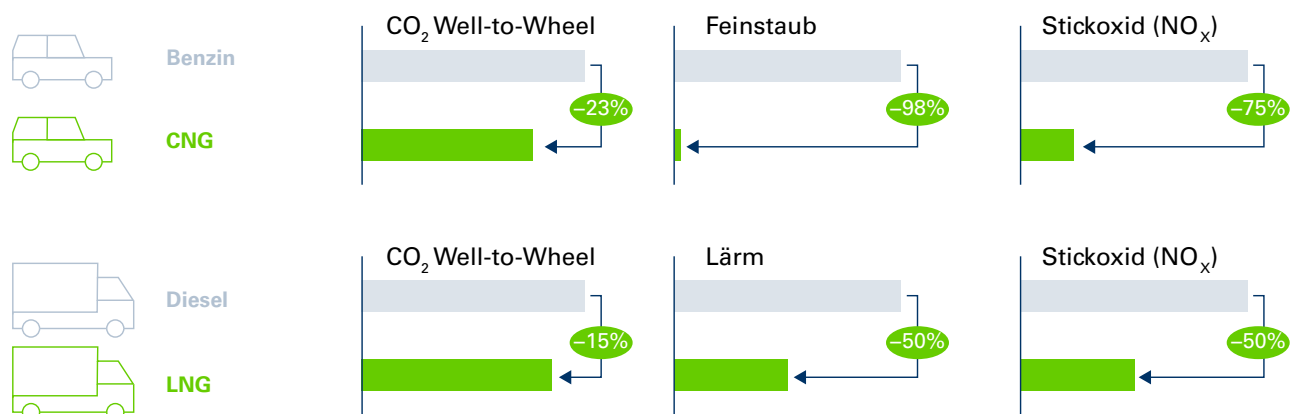 CO₂ Well-to-Wheel
Feinstaub
Stickoxid (NOₓ)
Benzin
–23%
–98%
–75%
CNG
CO₂ Well-to-Wheel
Lärm
Stickoxid (NOₓ)
Diesel
–15%
–50%
–50%
LNG